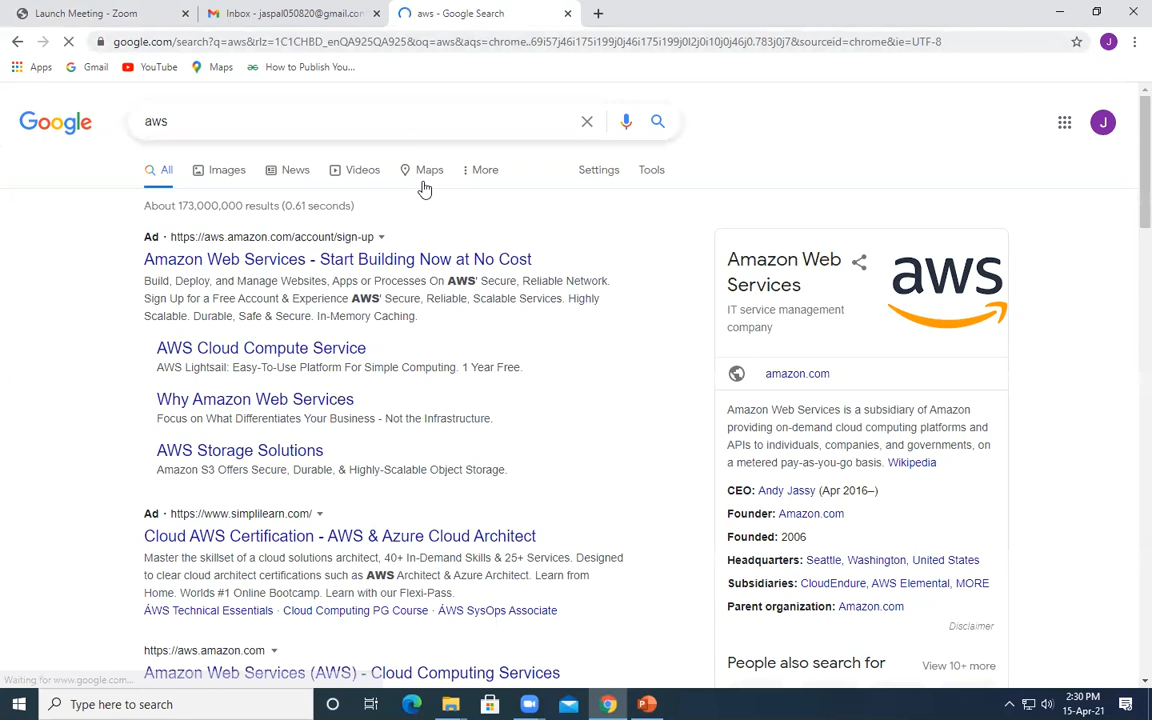 Launch Meeting - Zoom
Inbox - jaspal050820@gmail.con
aws - Google Search
google.com/search?q=aws&rlz=1C1CHBD_enQA925QA925&oq=aws&aqs=chrome..69i57j46i175i199j0j46i175i199j0l2j0i10j0j46j0.783j0j7&sourceid=chrome&ie=UTF-8
J
Apps
Gmail
YouTube
Maps
How to Publish You...
Google
aws
J
All
Images
News
Videos
Maps
More
Settings
Tools
About 173,000,000 results (0.61 seconds)
Ad · https://aws.amazon.com/account/sign-up
Amazon Web Services - Start Building Now at No Cost
Build, Deploy, and Manage Websites, Apps or Processes On AWS' Secure, Reliable Network.
Sign Up for a Free Account & Experience AWS' Secure, Reliable, Scalable Services. Highly
Scalable. Durable, Safe & Secure. In-Memory Caching.
AWS Cloud Compute Service
AWS Lightsail: Easy-To-Use Platform For Simple Computing. 1 Year Free.
Why Amazon Web Services
Focus on What Differentiates Your Business - Not the Infrastructure.
AWS Storage Solutions
Amazon S3 Offers Secure, Durable, & Highly-Scalable Object Storage.
Ad · https://www.simplilearn.com/
Cloud AWS Certification - AWS & Azure Cloud Architect
Master the skillset of a cloud solutions architect, 40+ In-Demand Skills & 25+ Services. Designed
to clear cloud architect certifications such as AWS Architect & Azure Architect. Learn from
Home. Worlds #1 Online Bootcamp. Learn with our Flexi-Pass.
ÁWS Technical Essentials · Cloud Computing PG Course · ÁWS SysOps Associate
https://aws.amazon.com
Amazon Web Services (AWS) - Cloud Computing Services
Amazon Web
Services
IT service management
company
aws
amazon.com
Amazon Web Services is a subsidiary of Amazon
providing on-demand cloud computing platforms and
APIs to individuals, companies, and governments, on
a metered pay-as-you-go basis. Wikipedia
CEO: Andy Jassy (Apr 2016–)
Founder: Amazon.com
Founded: 2006
Headquarters: Seattle, Washington, United States
Subsidiaries: CloudEndure, AWS Elemental, MORE
Parent organization: Amazon.com
Disclaimer
People also search for
View 10+ more
Waiting for www.google.com...
Type here to search
2:30 PM
15-Apr-21